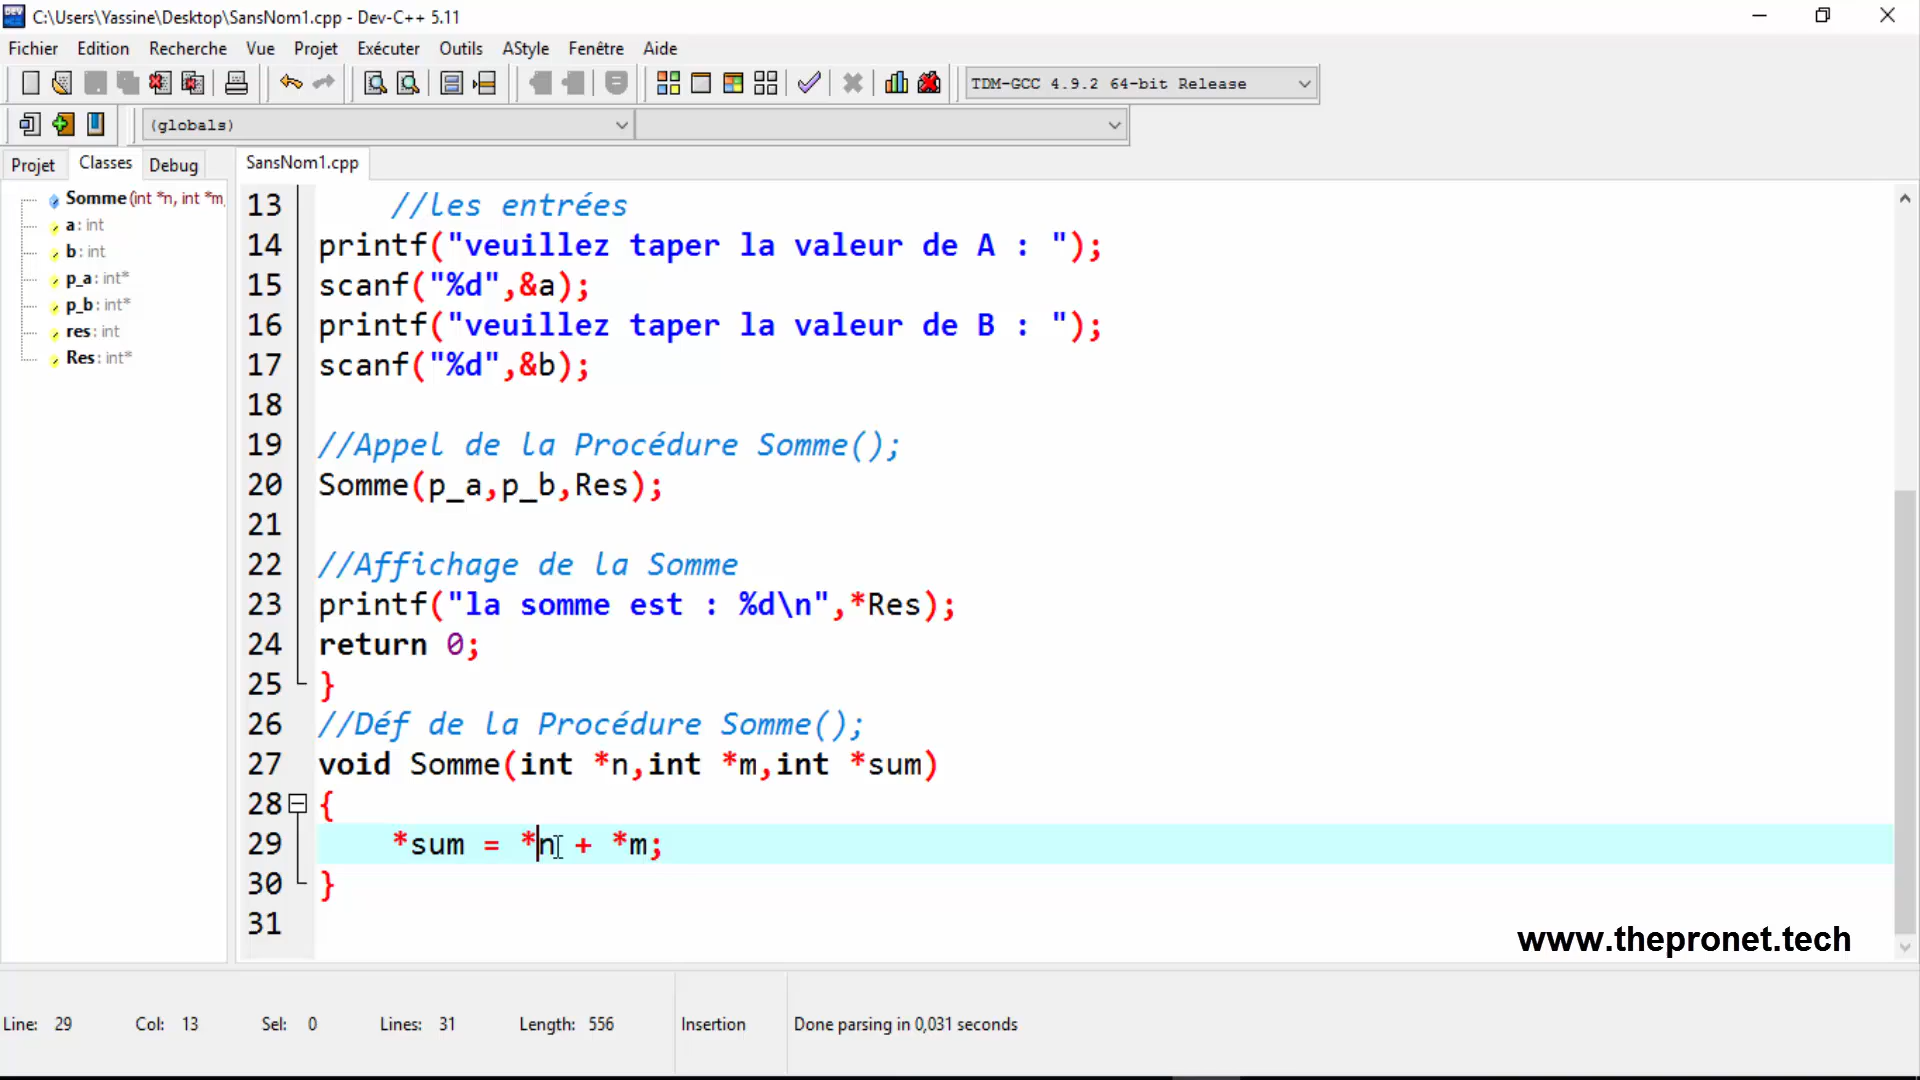 C:\Users\Yassine\Desktop\SansNom1.cpp - Dev-C++ 5.11
Fichier Edition Recherche Vue Projet Exécuter Outils AStyle Fenêtre Aide
TDM-GCC 4.9.2 64-bit Release
(globals)
Projet Classes Debug
SansNom1.cpp
Somme (int *n, int *m,
a : int
b : int
p_a : int*
p_b : int*
res : int
Res : int*
13 //les entrées
14 printf("veuillez taper la valeur de A : ");
15 scanf("%d",&a);
16 printf("veuillez taper la valeur de B : ");
17 scanf("%d",&b);
18
19 //Appel de la Procédure Somme();
20 Somme(p_a,p_b,Res);
21
22 //Affichage de la Somme
23 printf("la somme est : %d\n",*Res);
24 return 0;
25 }
26 //Déf de la Procédure Somme();
27 void Somme(int *n,int *m,int *sum)
28 {
29 *sum = *n + *m;
30 }
31
www.thepronet.tech
Line: 29 Col: 13 Sel: 0 Lines: 31 Length: 556 Insertion Done parsing in 0,031 seconds